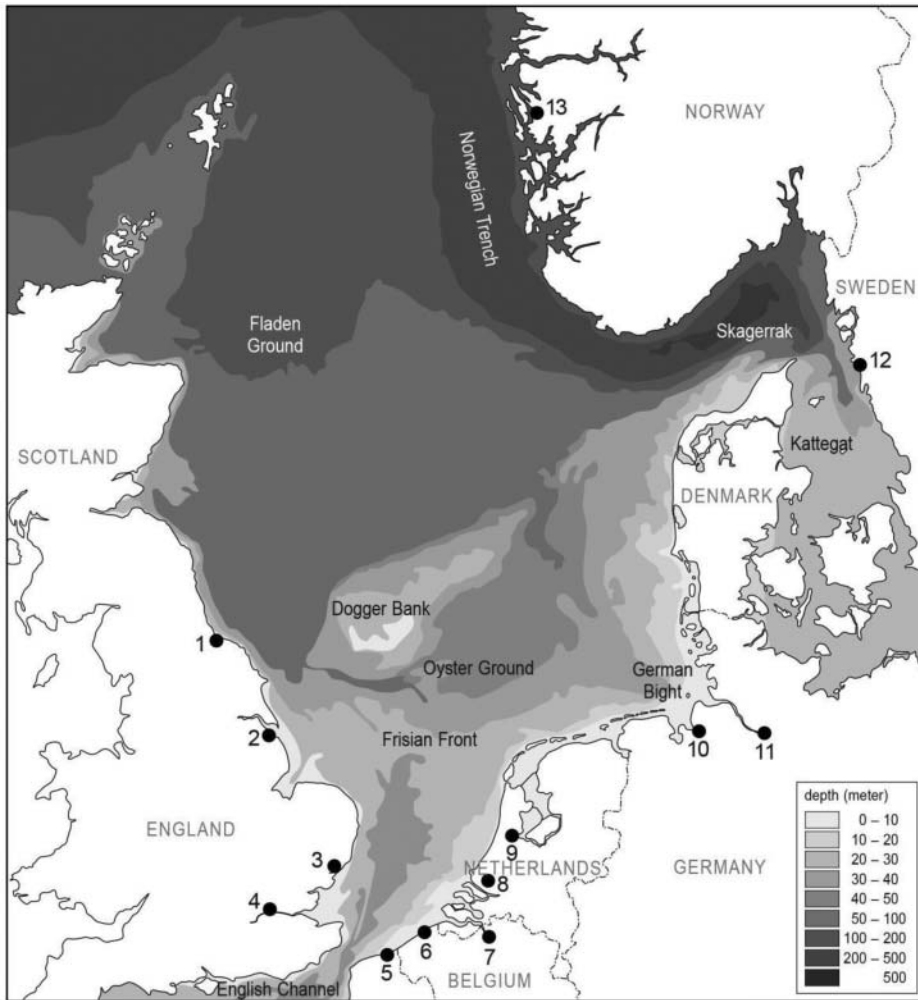 13
NORWAY
Norwegian Trench
SWEDEN
Fladen
Ground
Skagerrak
12
SCOTLAND
Kattegat
DENMARK
Dogger Bank
1
Oyster Ground
German
Bight
2
Frisian Front
10
11
depth (meter)
0 – 10
10 – 20
20 – 30
30 – 40
40 – 50
50 – 100
100 – 200
200 – 500
500
ENGLAND
9
3
NETHERLANDS
GERMANY
8
4
6
7
5
BELGIUM
English Channel